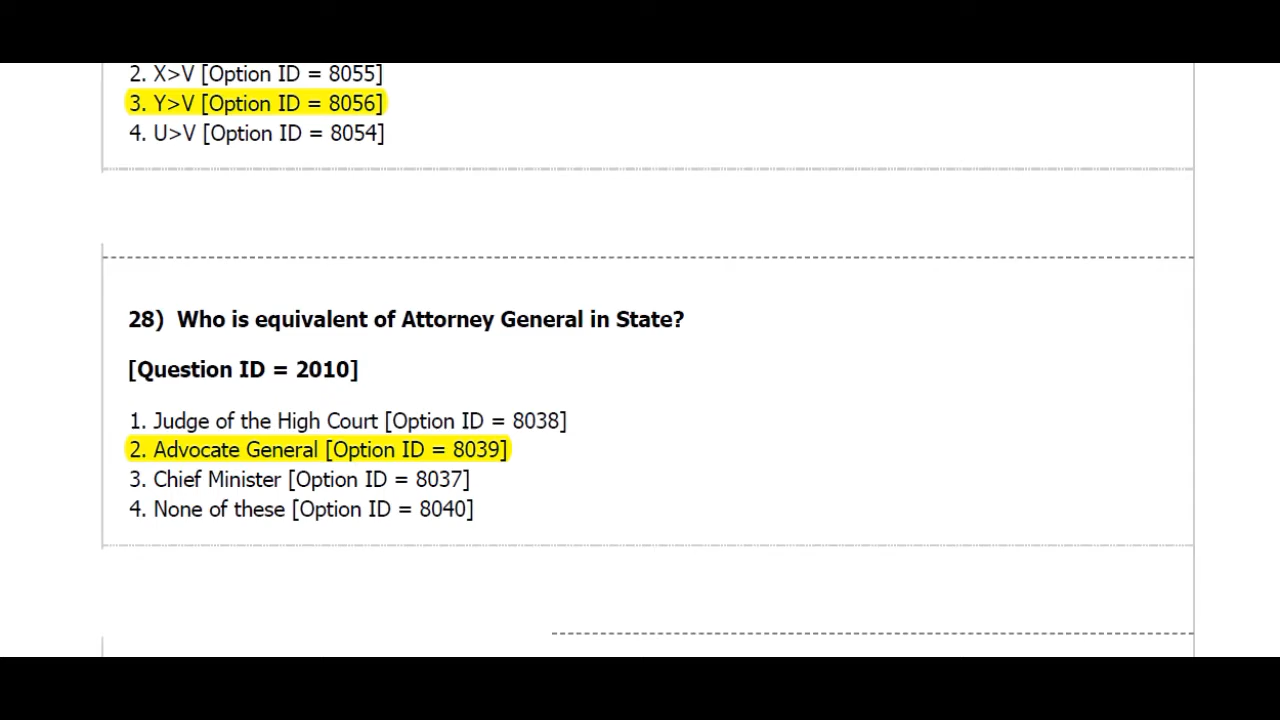 2. X>V [Option ID = 8055]
3. Y>V [Option ID = 8056]
4. U>V [Option ID = 8054]
28) Who is equivalent of Attorney General in State?
[Question ID = 2010]
1. Judge of the High Court [Option ID = 8038]
2. Advocate General [Option ID = 8039]
3. Chief Minister [Option ID = 8037]
4. None of these [Option ID = 8040]